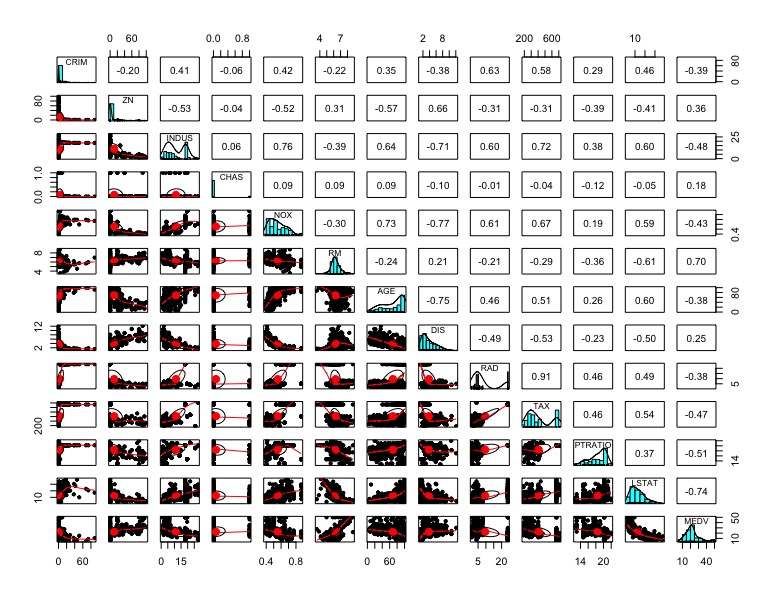 0 60 0.0 0.8 4 7 2 8 200 600 10
CRIM -0.20 0.41 -0.06 0.42 -0.22 0.35 -0.38 0.63 0.58 0.29 0.46 -0.39 0 80
0 80 ZN -0.53 -0.04 -0.52 0.31 -0.57 0.66 -0.31 -0.31 -0.39 -0.41 0.36
INDUS 0.06 0.76 -0.39 0.64 -0.71 0.60 0.72 0.38 0.60 -0.48 0 25
0.0 1.0 CHAS 0.09 0.09 0.09 -0.10 -0.01 -0.04 -0.12 -0.05 0.18
NOX -0.30 0.73 -0.77 0.61 0.67 0.19 0.59 -0.43 0.4
4 8 RM -0.24 0.21 -0.21 -0.29 -0.36 -0.61 0.70
AGE -0.75 0.46 0.51 0.26 0.60 -0.38 0 80
2 12 DIS -0.49 -0.53 -0.23 -0.50 0.25
RAD 0.91 0.46 0.49 -0.38 5
200 TAX 0.46 0.54 -0.47
PTRATIO 0.37 -0.51 14
10 LSTAT -0.74
MEDV 10 50
0 60 0 15 0.4 0.8 0 60 5 20 14 20 10 40